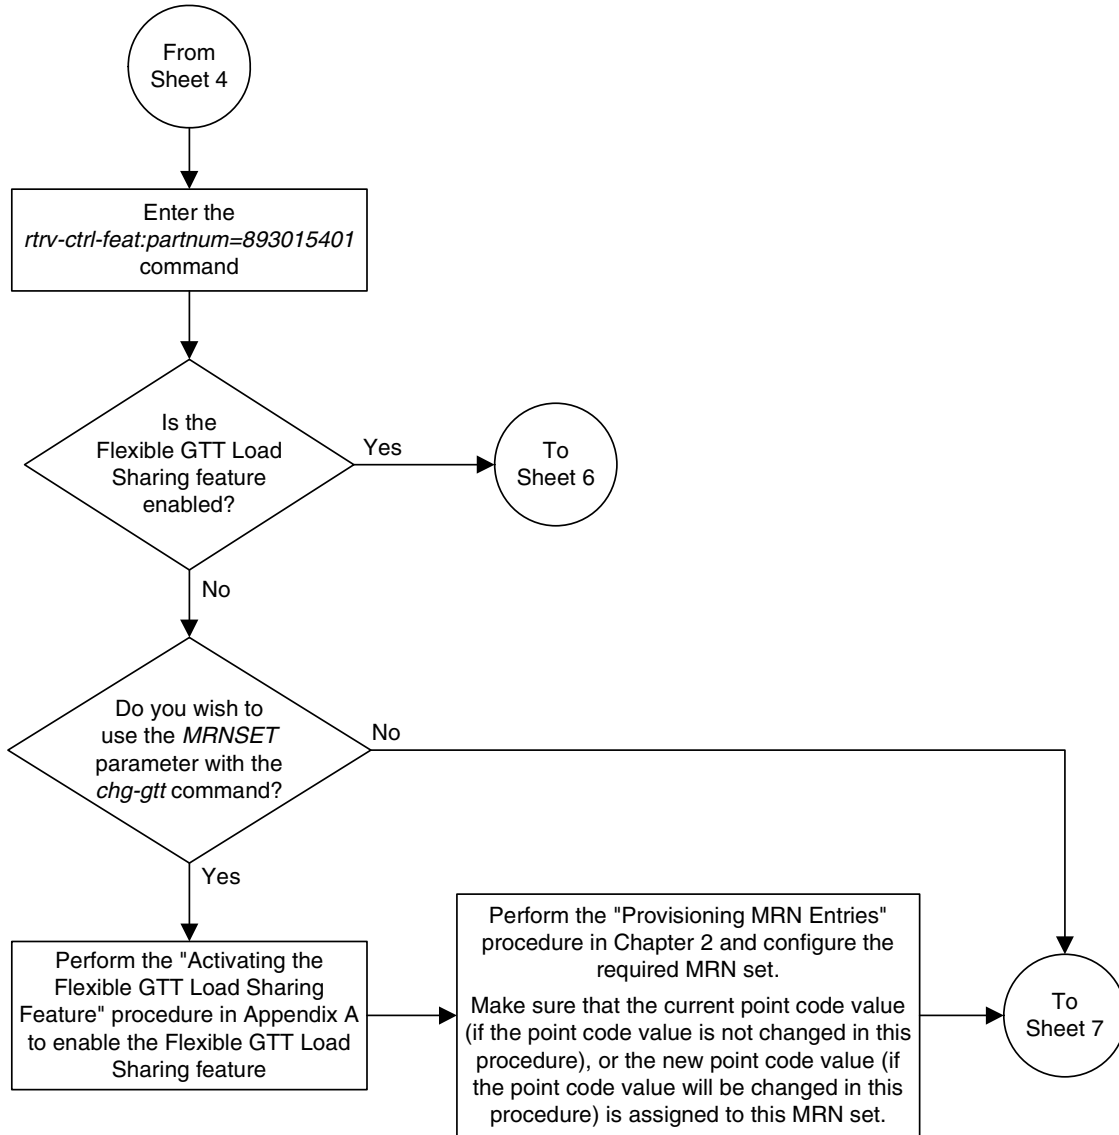 From
Sheet 4
Enter the
rtrv-ctrl-feat:partnum=893015401
command
Is the
Flexible GTT Load
Sharing feature
enabled?
Yes
To
Sheet 6
No
Do you wish to
use the MRNSET
parameter with the
chg-gtt command?
No
Yes
Perform the "Activating the
Flexible GTT Load Sharing
Feature" procedure in Appendix A
to enable the Flexible GTT Load
Sharing feature
Perform the "Provisioning MRN Entries"
procedure in Chapter 2 and configure the
required MRN set.
Make sure that the current point code value
(if the point code value is not changed in this
procedure), or the new point code value (if
the point code value will be changed in this
procedure) is assigned to this MRN set.
To
Sheet 7